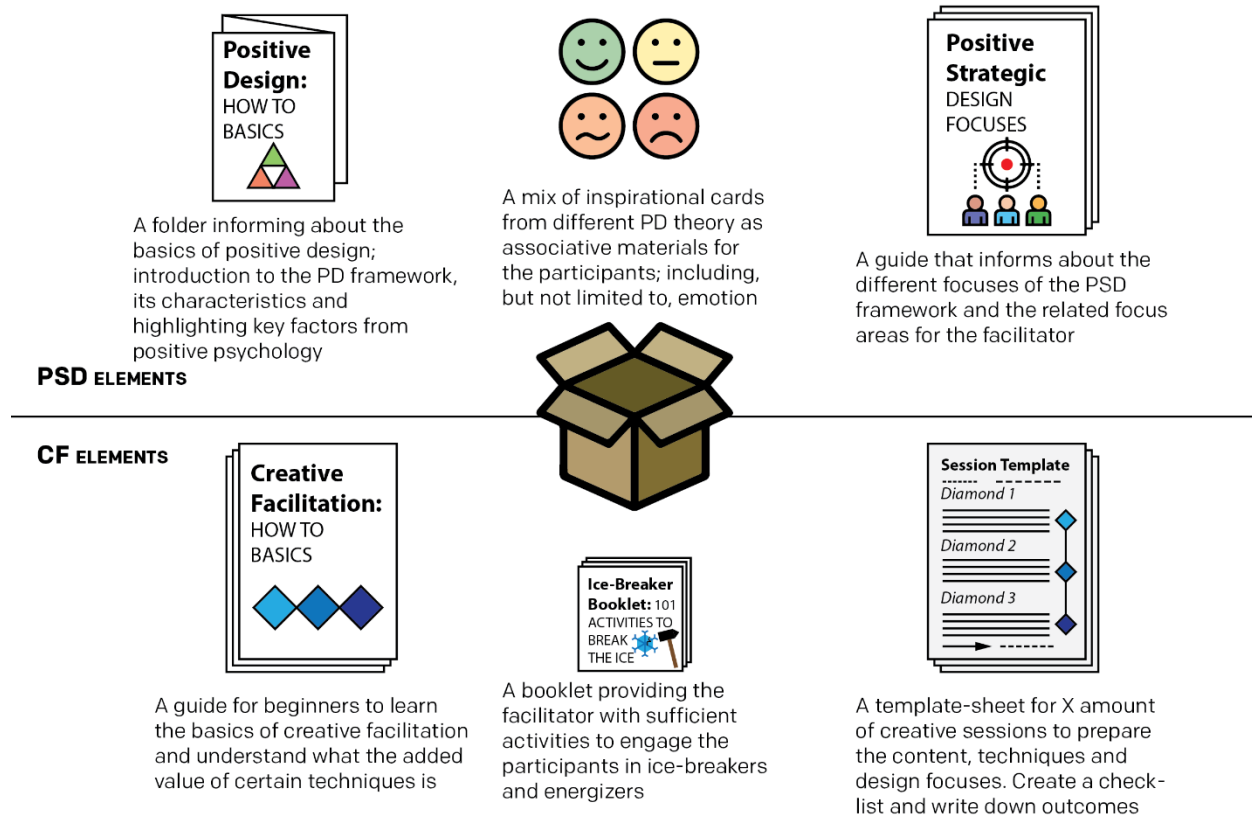 Positive
Design:
HOW TO
BASICS
A folder informing about the
basics of positive design;
introduction to the PD framework,
its characteristics and
highlighting key factors from
positive psychology
A mix of inspirational cards
from different PD theory as
associative materials for
the participants; including,
but not limited to, emotion
Positive
Strategic
DESIGN
FOCUSES
A guide that informs about the
different focuses of the PSD
framework and the related focus
areas for the facilitator
PSD ELEMENTS
CF ELEMENTS
Creative
Facilitation:
HOW TO
BASICS
A guide for beginners to learn
the basics of creative facilitation
and understand what the added
value of certain techniques is
Ice-Breaker
Booklet: 101
ACTIVITIES TO
BREAK
THE ICE
A booklet providing the
facilitator with sufficient
activities to engage the
participants in ice-breakers
and energizers
Session Template
Diamond 1
Diamond 2
Diamond 3
A template-sheet for X amount
of creative sessions to prepare
the content, techniques and
design focuses. Create a check-
list and write down outcomes